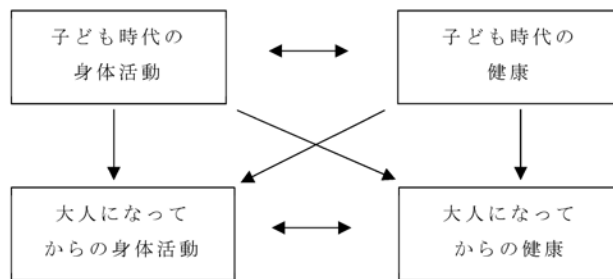 子ども時代の
身体活動
子ども時代の
健康
大人になって
からの身体活動
大人になって
からの健康